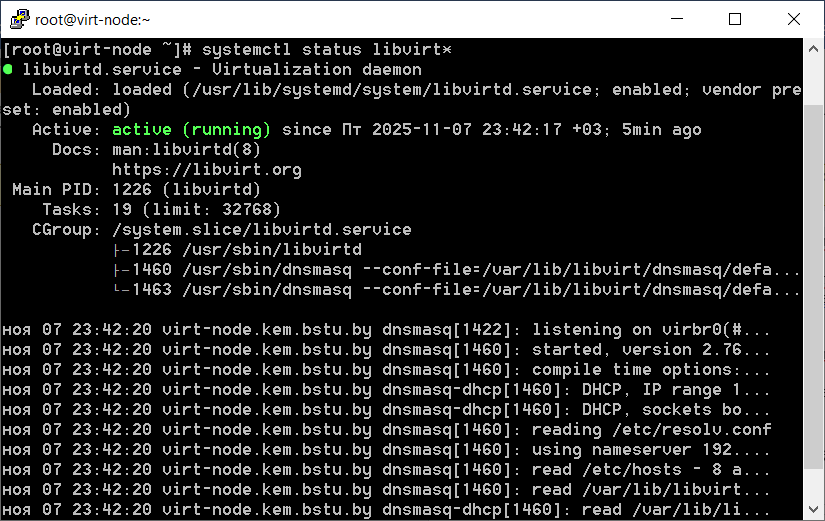 root@virt-node:~
[root@virt-node ~]# systemctl status libvirt*
● libvirtd.service - Virtualization daemon
   Loaded: loaded (/usr/lib/systemd/system/libvirtd.service; enabled; vendor pre
set: enabled)
   Active: active (running) since Пт 2025-11-07 23:42:17 +03; 5min ago
     Docs: man:libvirtd(8)
           https://libvirt.org
 Main PID: 1226 (libvirtd)
    Tasks: 19 (limit: 32768)
   CGroup: /system.slice/libvirtd.service
           ├─1226 /usr/sbin/libvirtd
           ├─1460 /usr/sbin/dnsmasq --conf-file=/var/lib/libvirt/dnsmasq/defa...
           └─1463 /usr/sbin/dnsmasq --conf-file=/var/lib/libvirt/dnsmasq/defa...
ноя 07 23:42:20 virt-node.kem.bstu.by dnsmasq[1422]: listening on virbr0(#...
ноя 07 23:42:20 virt-node.kem.bstu.by dnsmasq[1460]: started, version 2.76...
ноя 07 23:42:20 virt-node.kem.bstu.by dnsmasq[1460]: compile time options:...
ноя 07 23:42:20 virt-node.kem.bstu.by dnsmasq-dhcp[1460]: DHCP, IP range 1...
ноя 07 23:42:20 virt-node.kem.bstu.by dnsmasq-dhcp[1460]: DHCP, sockets bo...
ноя 07 23:42:20 virt-node.kem.bstu.by dnsmasq[1460]: reading /etc/resolv.conf
ноя 07 23:42:20 virt-node.kem.bstu.by dnsmasq[1460]: using nameserver 192....
ноя 07 23:42:20 virt-node.kem.bstu.by dnsmasq[1460]: read /etc/hosts - 8 a...
ноя 07 23:42:20 virt-node.kem.bstu.by dnsmasq[1460]: read /var/lib/libvirt...
ноя 07 23:42:20 virt-node.kem.bstu.by dnsmasq-dhcp[1460]: read /var/lib/li...